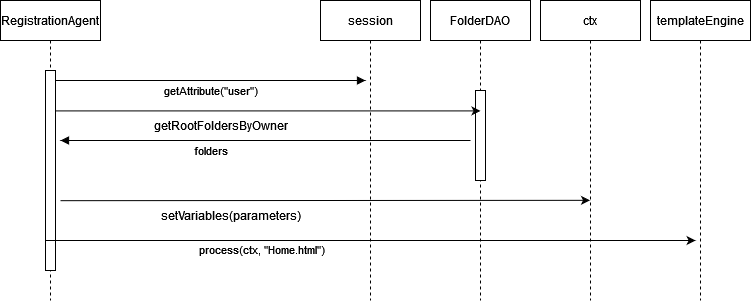 RegistrationAgent
session
FolderDAO
ctx
templateEngine
getAttribute("user")
getRootFoldersByOwner
folders
setVariables(parameters)
process(ctx, "Home.html")